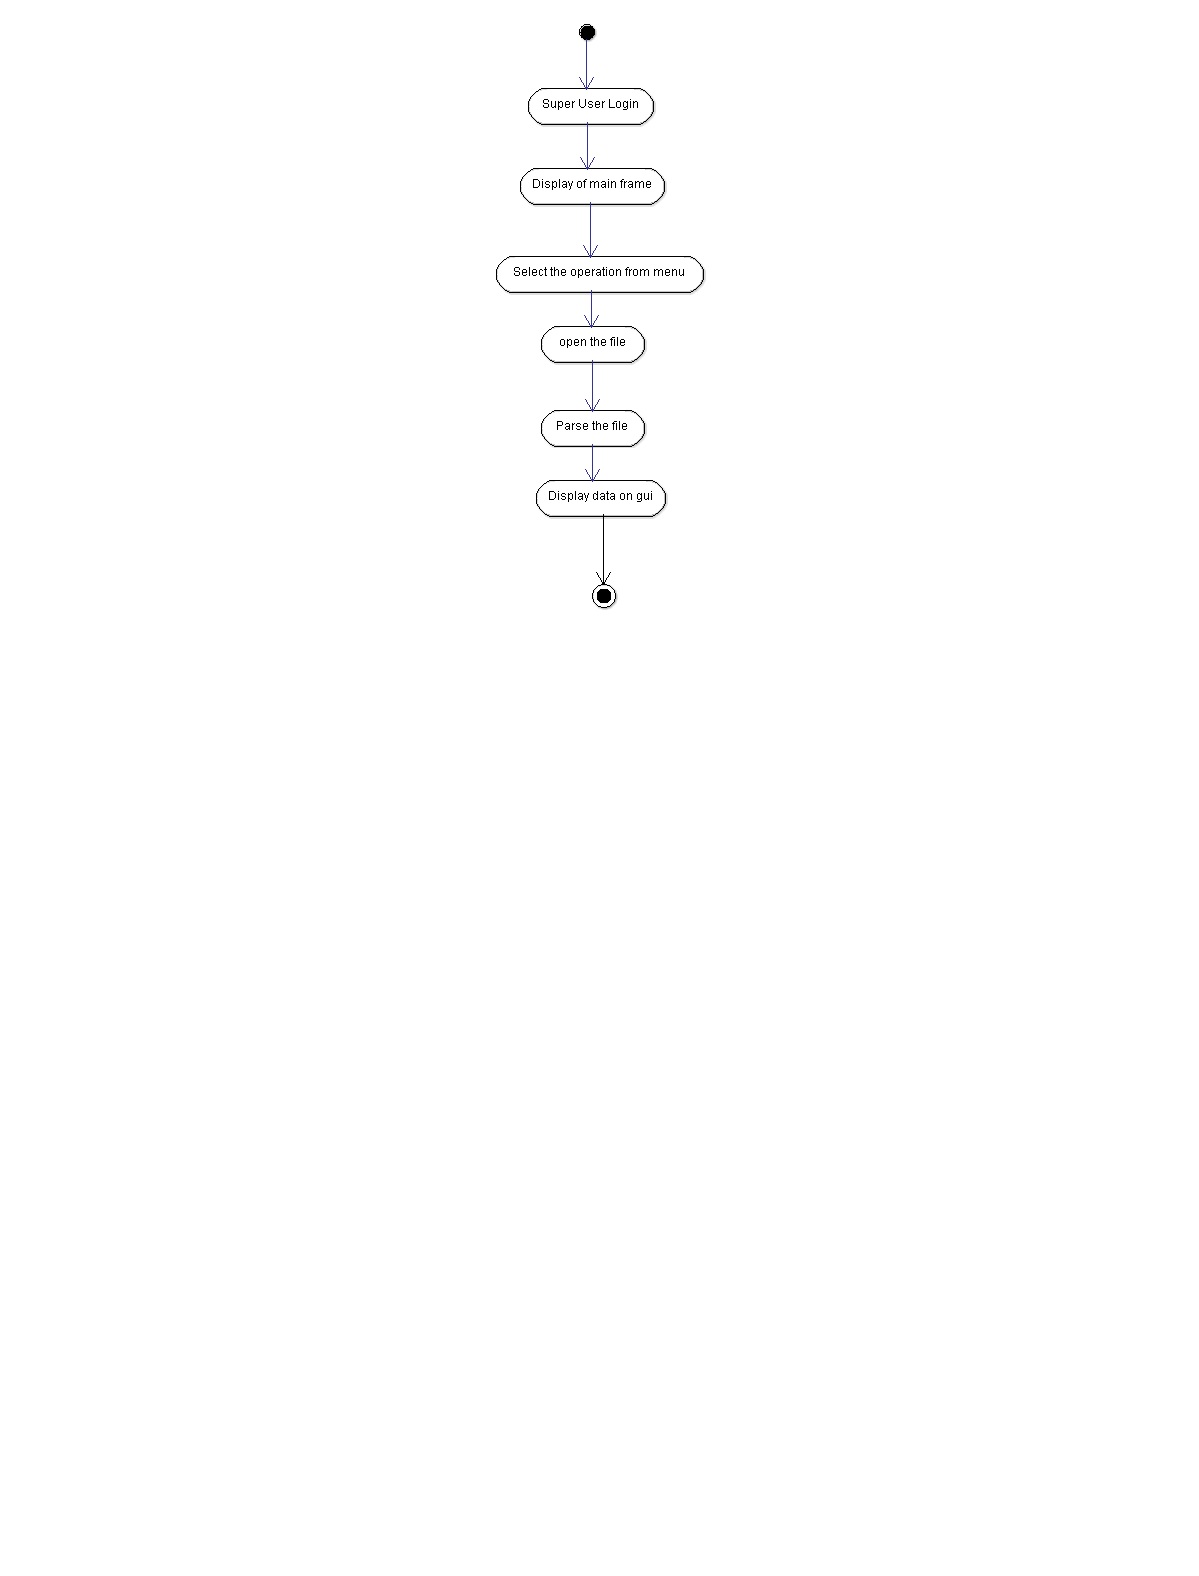 Super User Login
Display of main frame
Select the operation from menu
open the file
Parse the file
Display data on gui